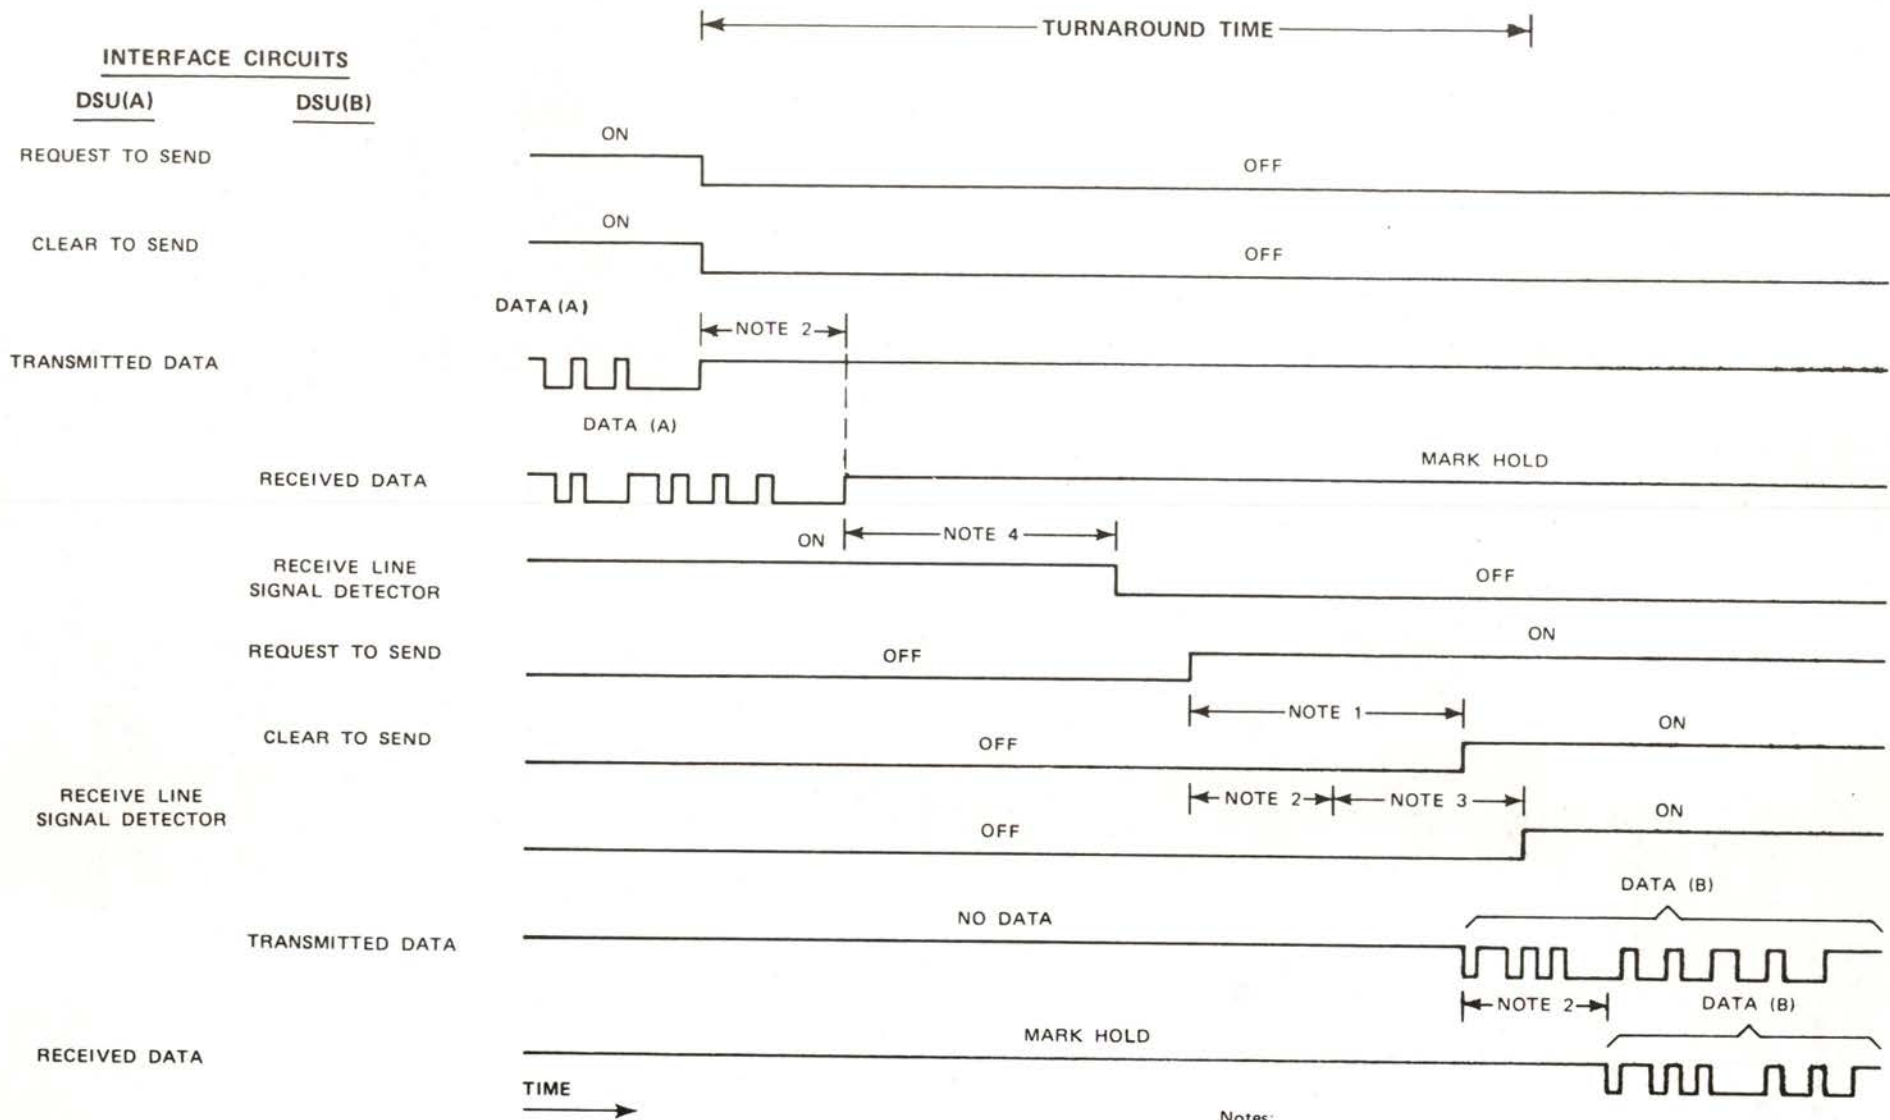 TURNAROUND TIME
INTERFACE CIRCUITS
DSU(A) DSU(B)
ON
REQUEST TO SEND
OFF
ON
CLEAR TO SEND
OFF
DATA (A)
NOTE 2
TRANSMITTED DATA
DATA (A)
MARK HOLD
RECEIVED DATA
ON
NOTE 4
RECEIVE LINE
SIGNAL DETECTOR
OFF
ON
REQUEST TO SEND
OFF
NOTE 1
ON
CLEAR TO SEND
OFF
NOTE 2 NOTE 3
RECEIVE LINE
SIGNAL DETECTOR
ON
OFF
DATA (B)
NO DATA
TRANSMITTED DATA
NOTE 2
DATA (B)
MARK HOLD
RECEIVED DATA
TIME
Notes: